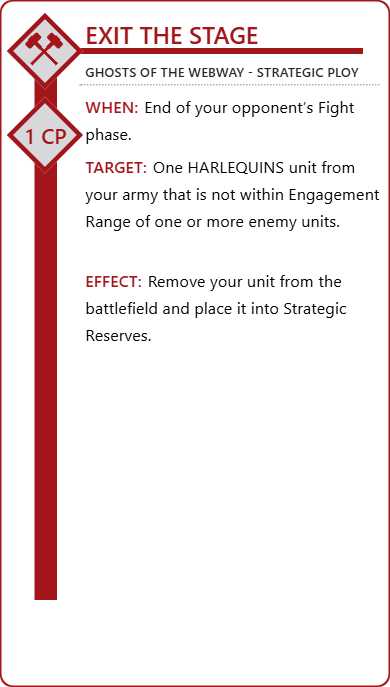 EXIT THE STAGE
GHOSTS OF THE WEBWAY - STRATEGIC PLOY
1 CP
WHEN: End of your opponent’s Fight
phase.
TARGET: One HARLEQUINS unit from
your army that is not within Engagement
Range of one or more enemy units.
EFFECT: Remove your unit from the
battlefield and place it into Strategic
Reserves.